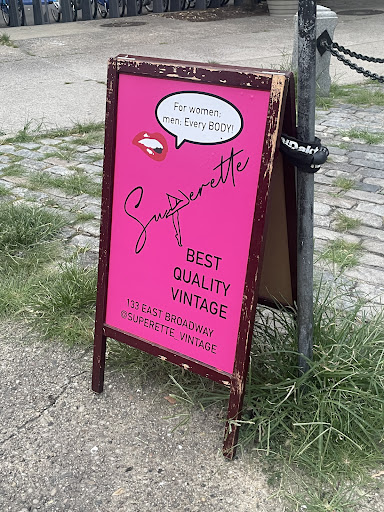 For women;
men; Every BODY!
Superette
BEST
QUALITY
VINTAGE
133 EAST BROADWAY
@SUPERETTE_VINTAGE